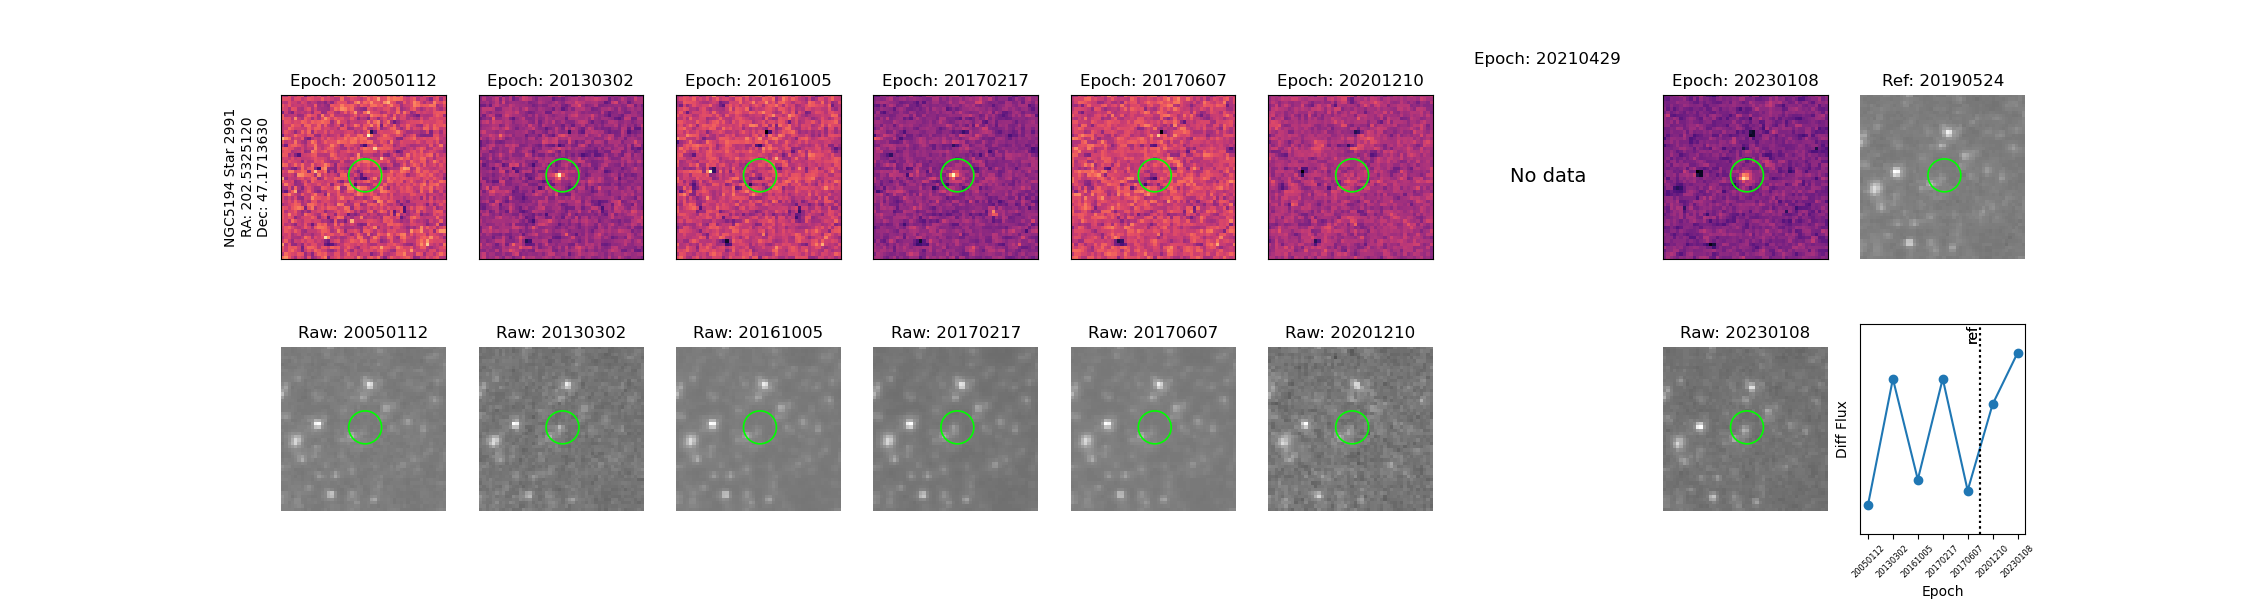 Epoch: 20210429
Epoch: 20050112
Epoch: 20130302
Epoch: 20161005
Epoch: 20170217
Epoch: 20170607
Epoch: 20201210
Epoch: 20230108
Ref: 20190524
NGC5194 Star 2991
RA: 202.5325120
Dec: 47.1713630
No data
Raw: 20050112
Raw: 20130302
Raw: 20161005
Raw: 20170217
Raw: 20170607
Raw: 20201210
Raw: 20230108
ref
Diff Flux
20050112
20130302
20161005
20170217
20170607
20201210
20230108
Epoch